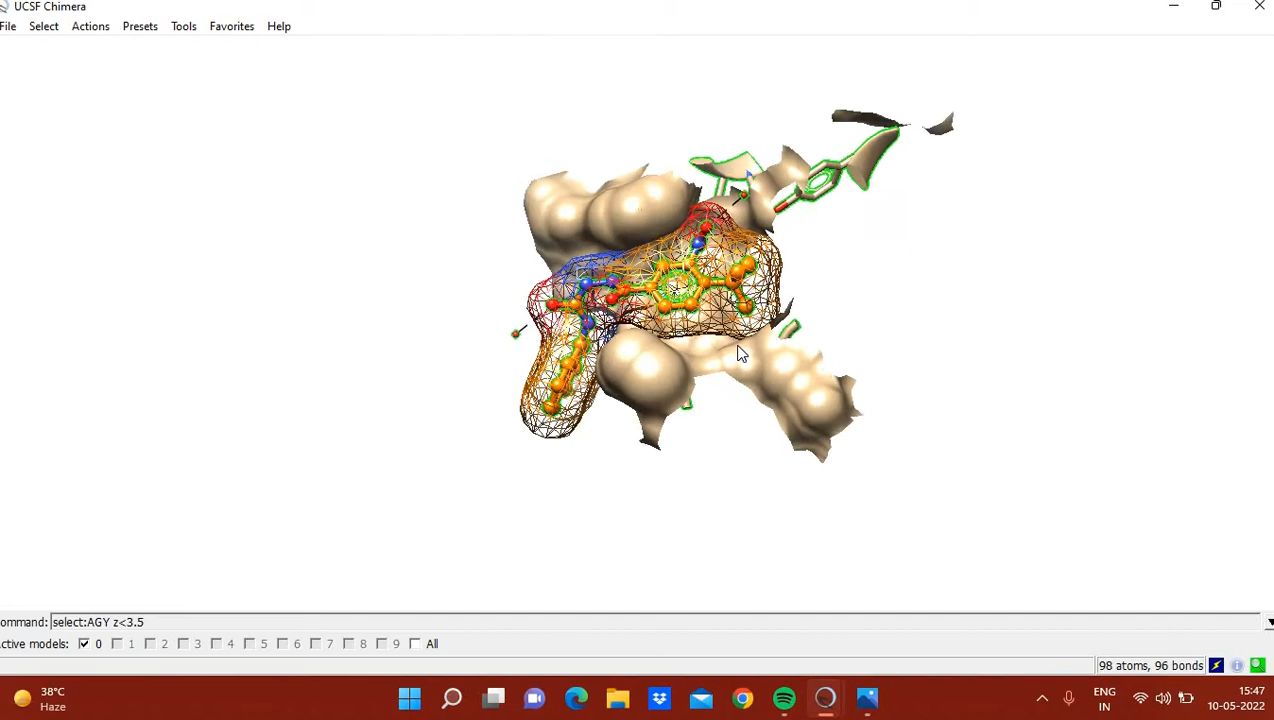 UCSF Chimera
File Select Actions Presets Tools Favorites Help
ommand: select:AGY z<3.5
ctive models: 0 1 2 3 4 5 6 7 8 9 All
98 atoms, 96 bonds
38°C
Haze
ENG
IN
15:47
10-05-2022